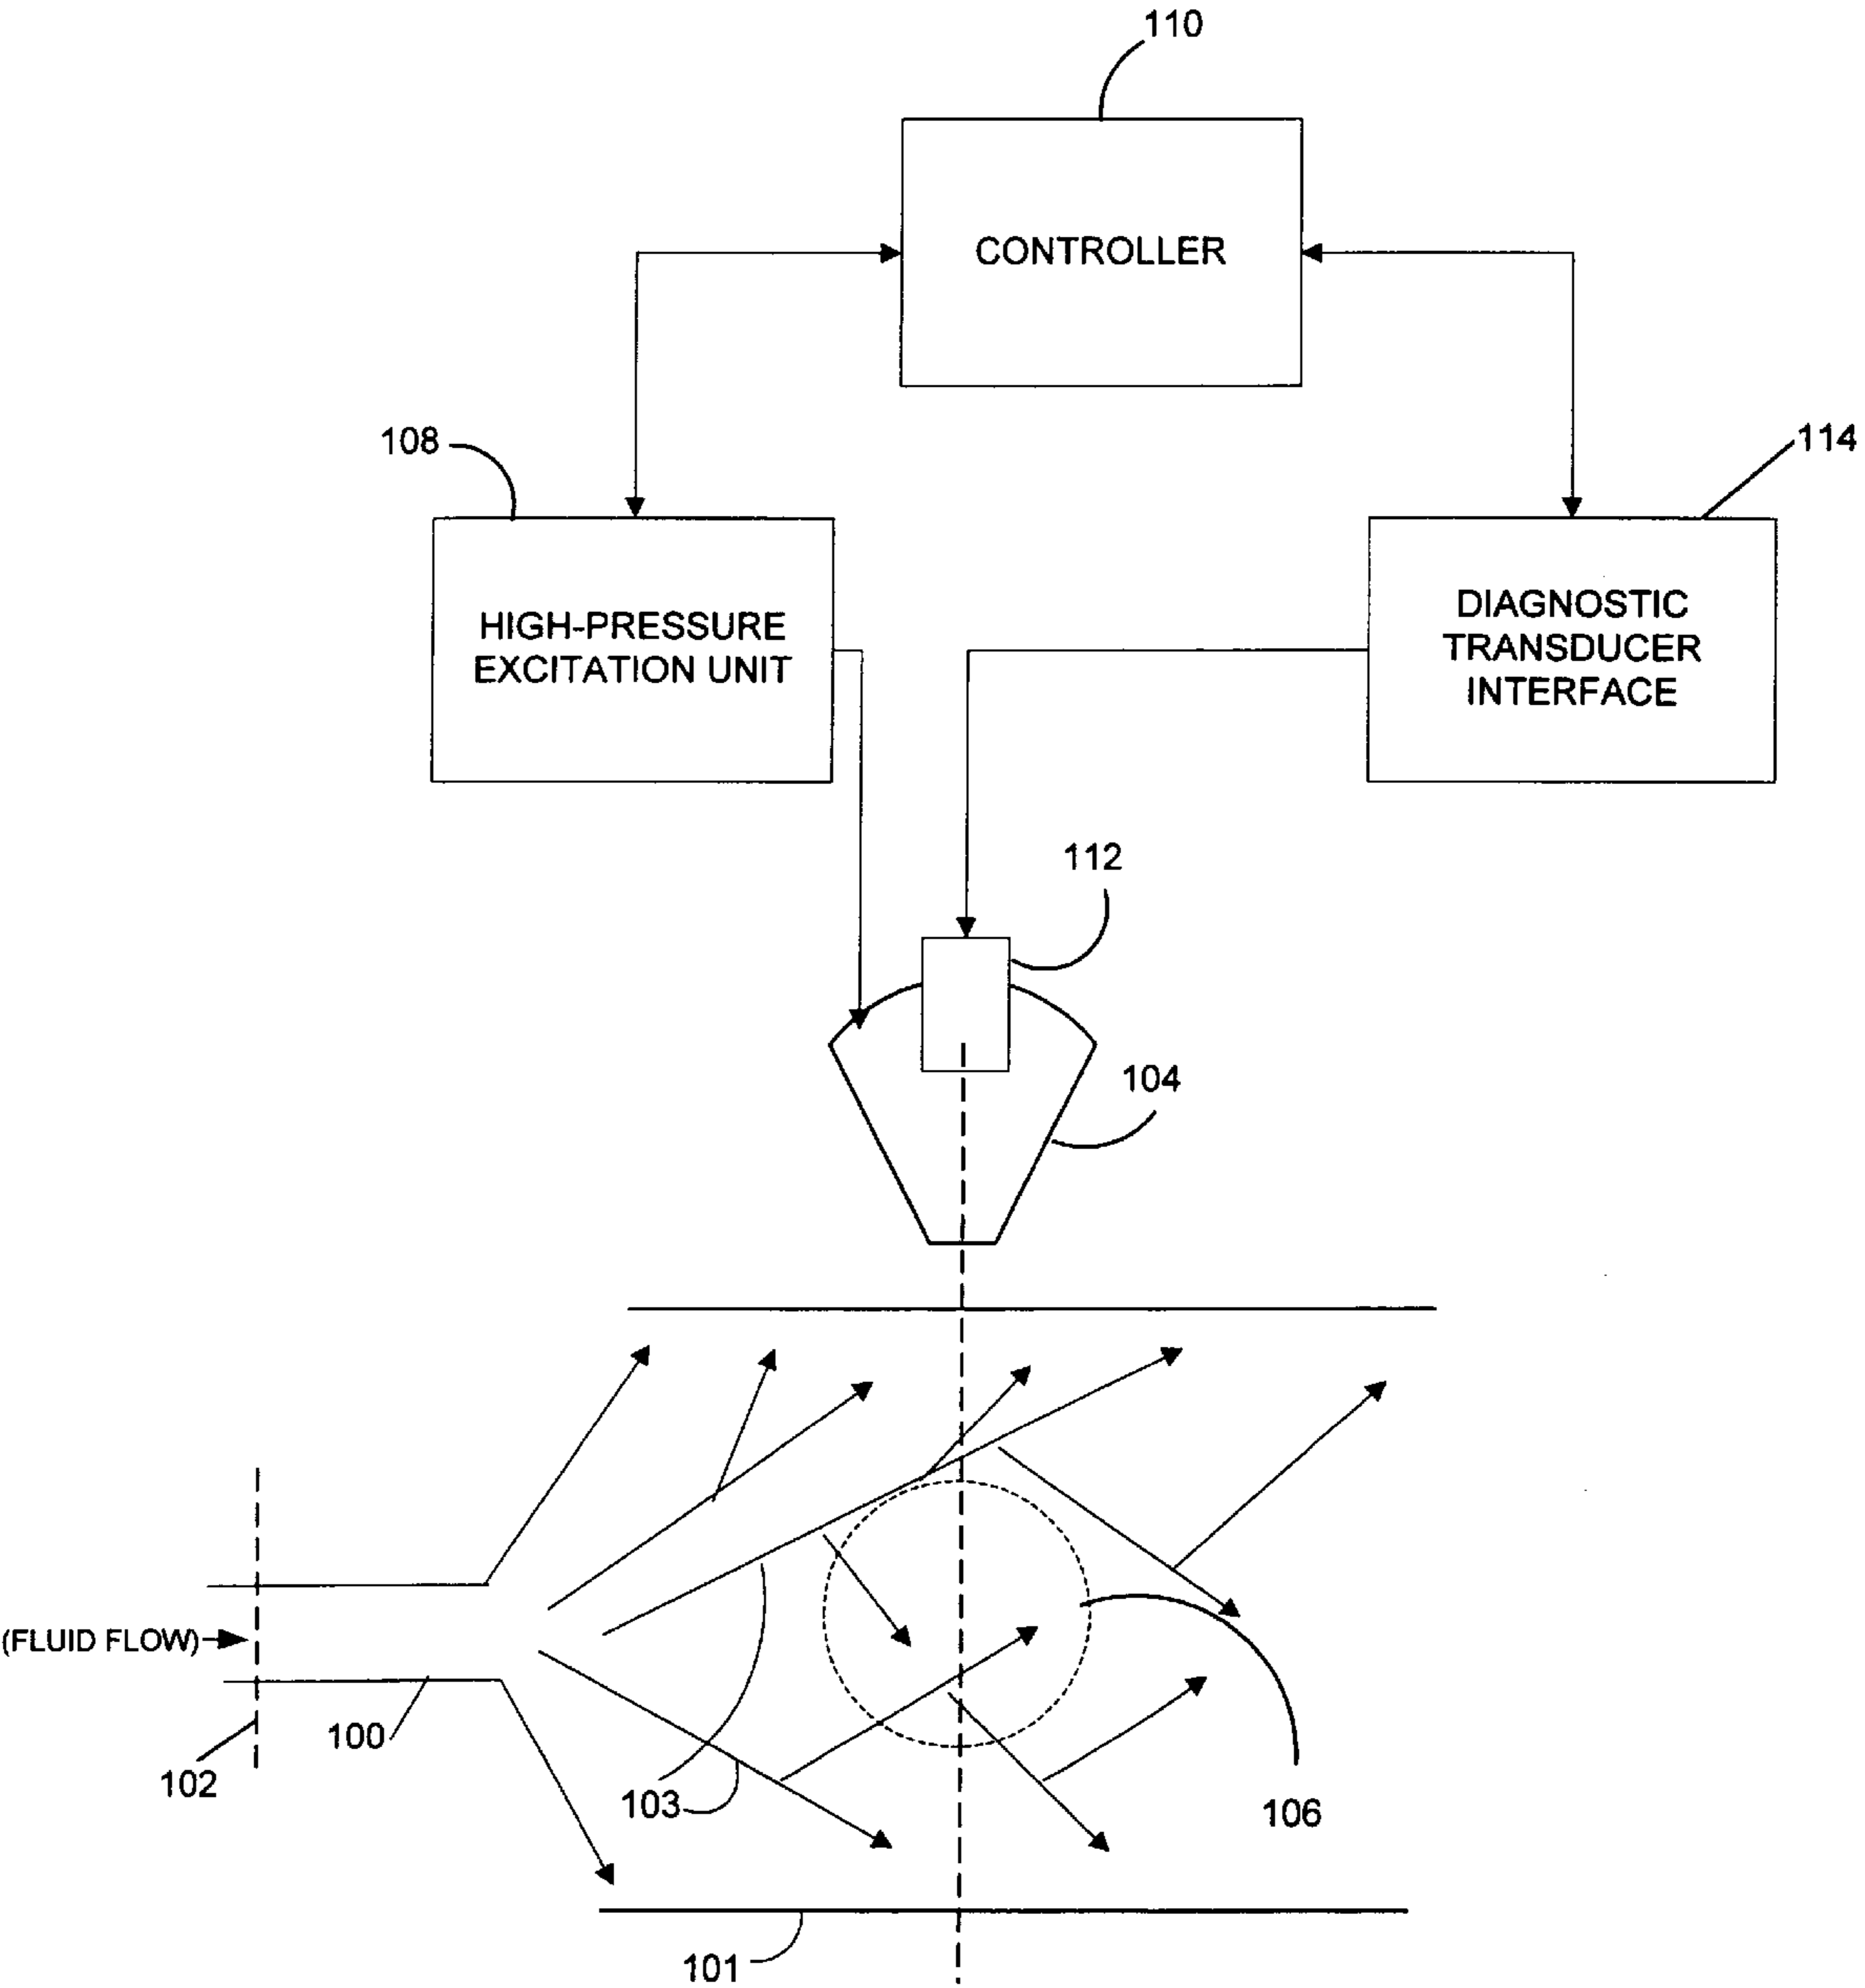 110
CONTROLLER
108
114
HIGH-PRESSURE
EXCITATION UNIT
DIAGNOSTIC
TRANSDUCER
INTERFACE
112
104
(FLUID FLOW)
100
102
103
106
101